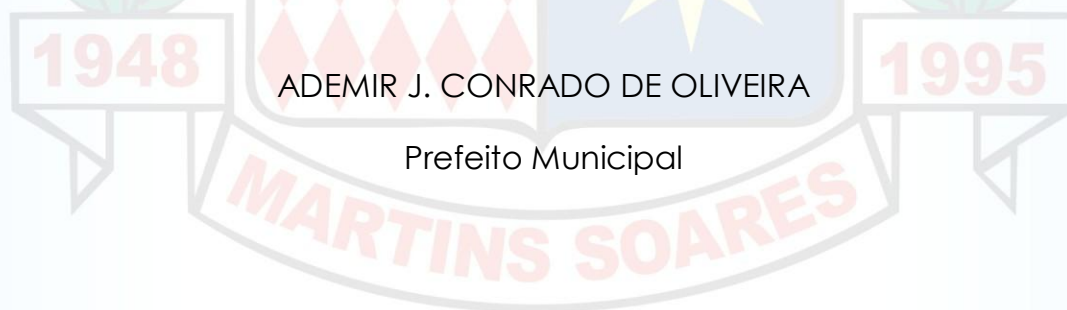 1948
1995
ADEMIR J. CONRADO DE OLIVEIRA
Prefeito Municipal
MARTINS SOARES